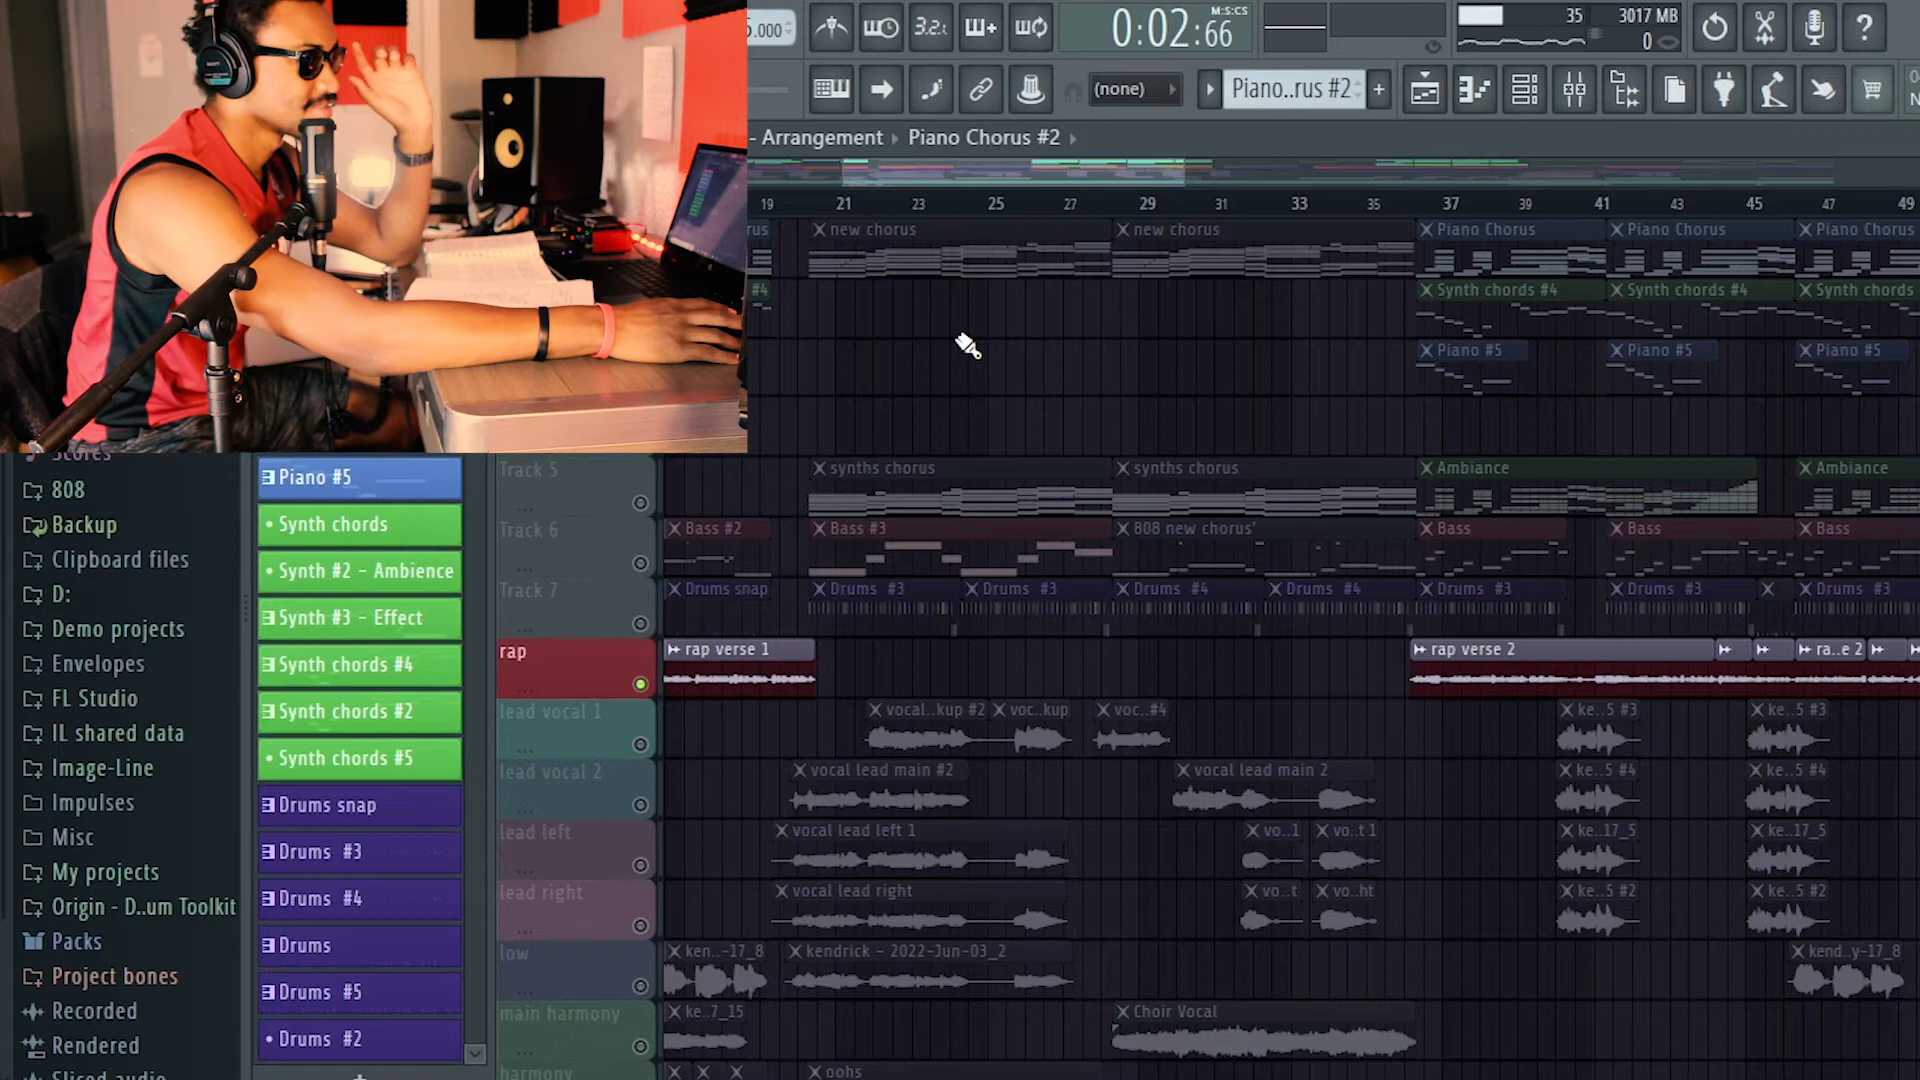 5.000
3.2.
0:02:66
M:S:CS
35
3017 MB
0
(none)
Piano..rus #2
- Arrangement
Piano Chorus #2
19 21 23 25 27 29 31 33 35 37 39 41 43 45 47 49
rus
new chorus
new chorus
Piano Chorus
Piano Chorus
Piano Chorus
#4
Synth chords #4
Synth chords #4
Synth chords
Piano #5
Piano #5
Piano #5
Scores
808
Backup
Clipboard files
D:
Demo projects
Envelopes
FL Studio
IL shared data
Image-Line
Impulses
Misc
My projects
Origin - D..um Toolkit
Packs
Project bones
Recorded
Rendered
Sliced audio
Piano #5
Synth chords
Synth #2 - Ambience
Synth #3 - Effect
Synth chords #4
Synth chords #2
Synth chords #5
Drums snap
Drums #3
Drums #4
Drums
Drums #5
Drums #2
Track 5
synths chorus
synths chorus
Ambiance
Ambiance
Track 6
Bass #2
Bass #3
808 new chorus'
Bass
Bass
Bass
Track 7
Drums snap
Drums #3
Drums #3
Drums #4
Drums #4
Drums #3
Drums #3
Drums #3
rap
rap verse 1
rap verse 2
ra..e 2
lead vocal 1
vocal..kup #2
voc..kup
voc..#4
ke..5 #3
ke..5 #3
lead vocal 2
vocal lead main #2
vocal lead main 2
ke..5 #4
ke..5 #4
lead left
vocal lead left 1
vo..1
vo..t 1
ke..17_5
ke..17_5
lead right
vocal lead right
vo..t
vo..ht
ke..5 #2
ke..5 #2
low
ken..-17_8
kendrick - 2022-Jun-03_2
kend..y-17_8
main harmony
ke..7_15
Choir Vocal
harmony
oohs